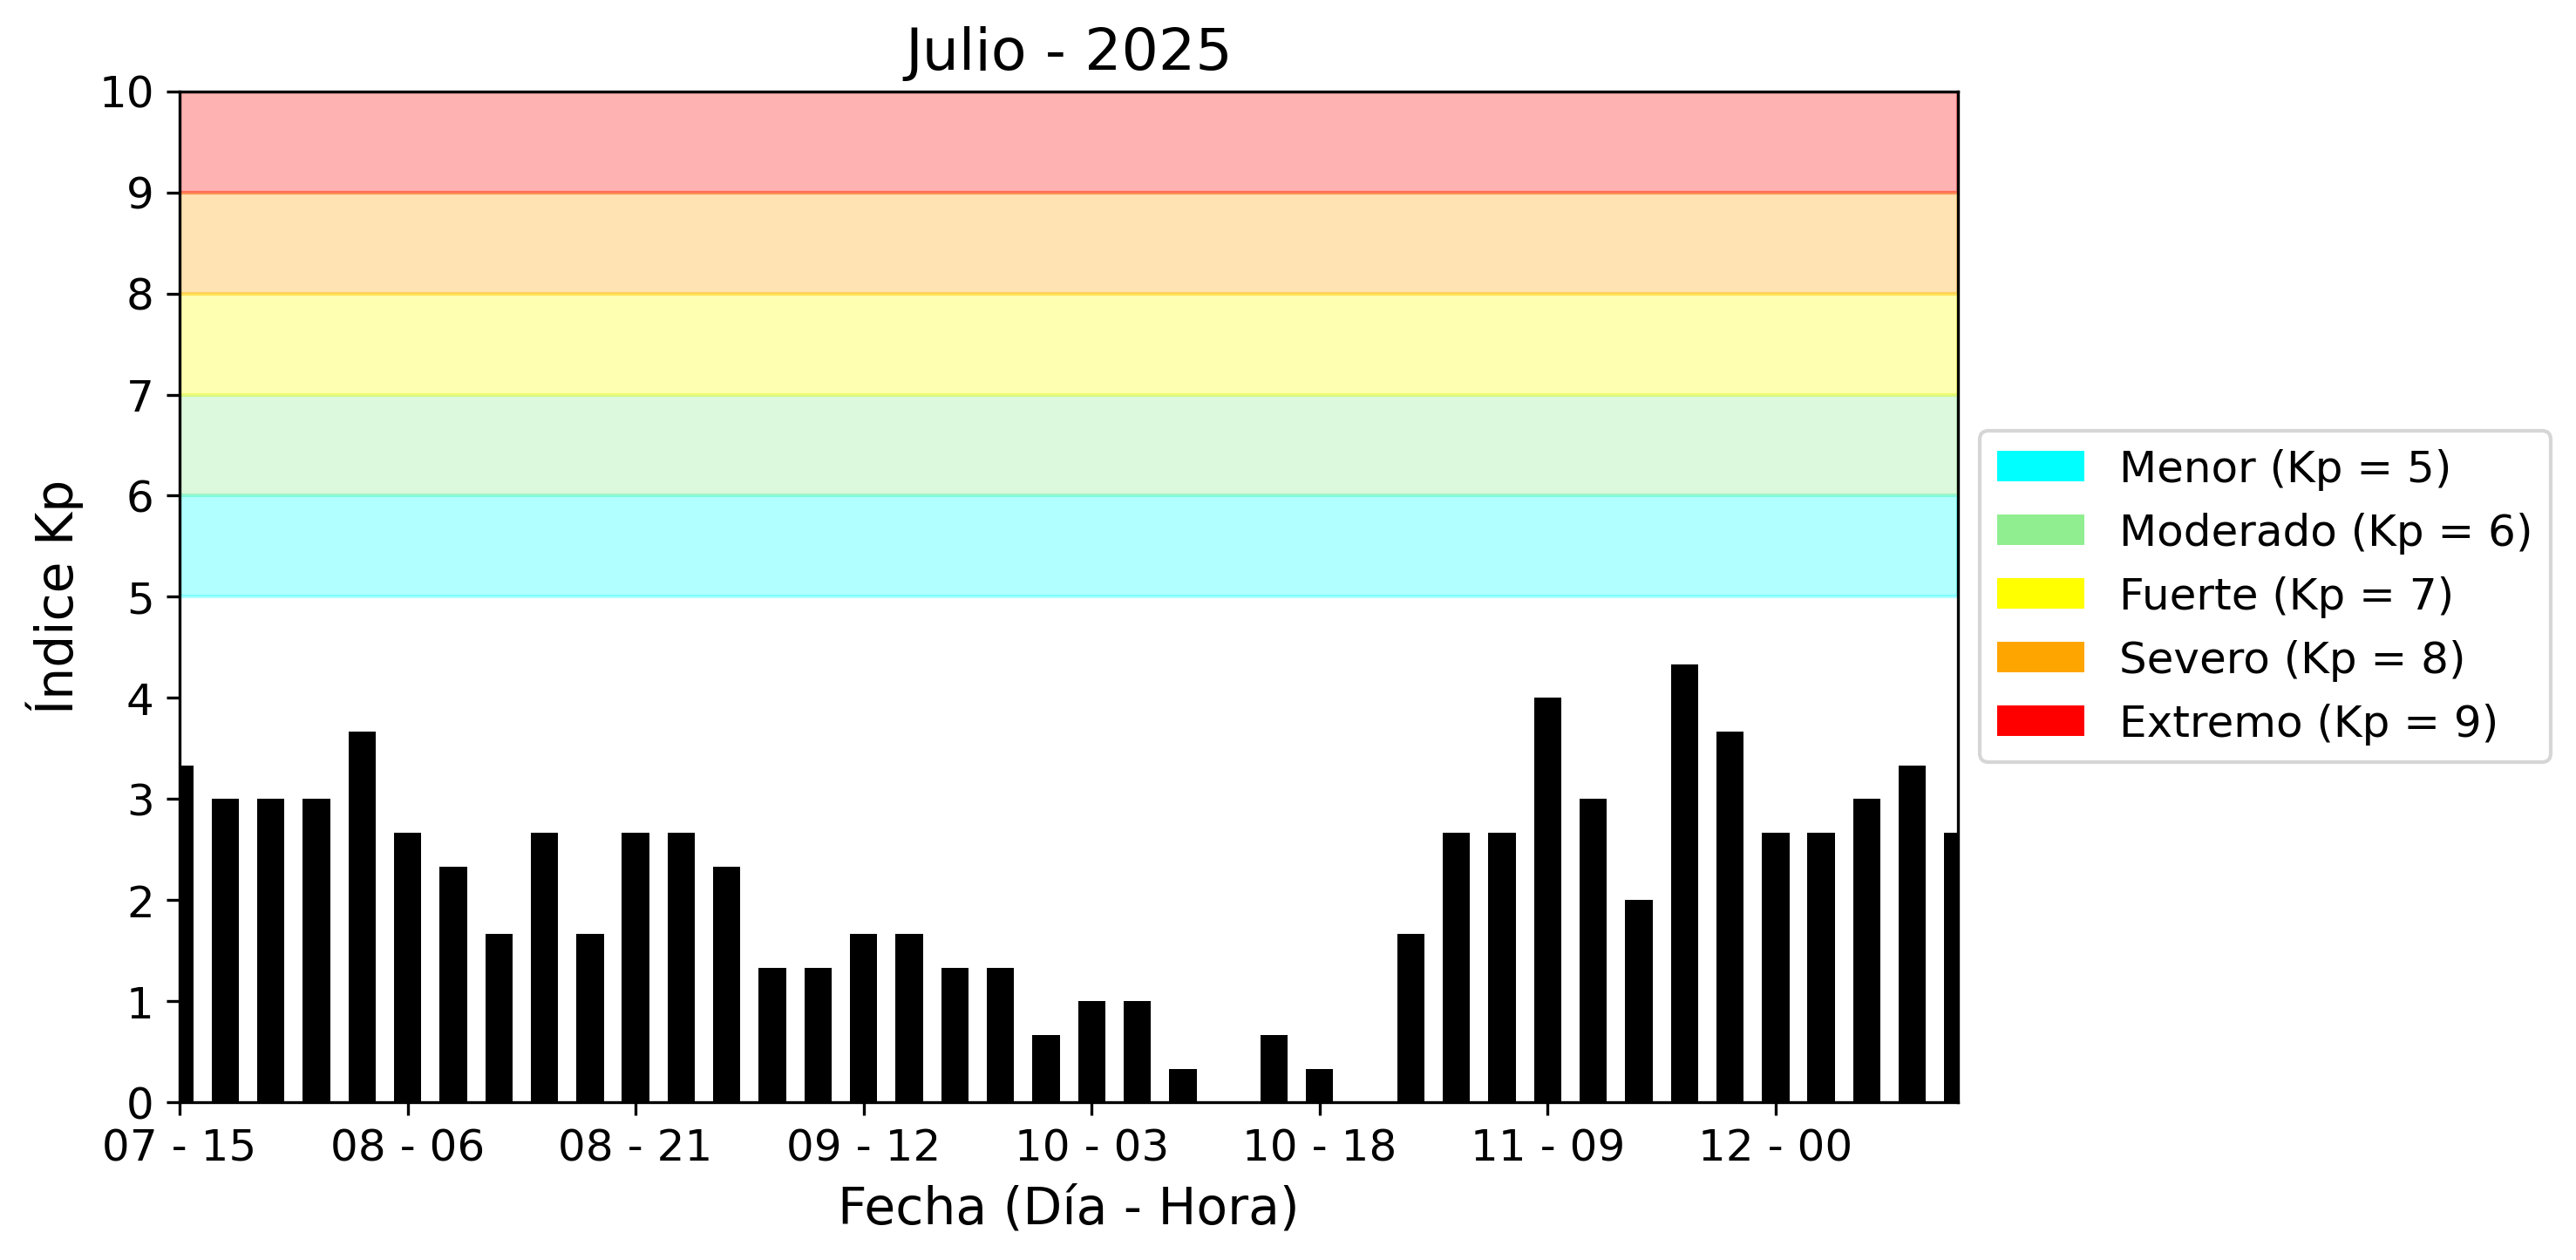 Julio - 2025
10
9
8
7
6
5
4
3
2
1
0
Índice Kp
07 - 15 08 - 06 08 - 21 09 - 12 10 - 03 10 - 18 11 - 09 12 - 00
Fecha (Día - Hora)
Menor (Kp = 5)
Moderado (Kp = 6)
Fuerte (Kp = 7)
Severo (Kp = 8)
Extremo (Kp = 9)